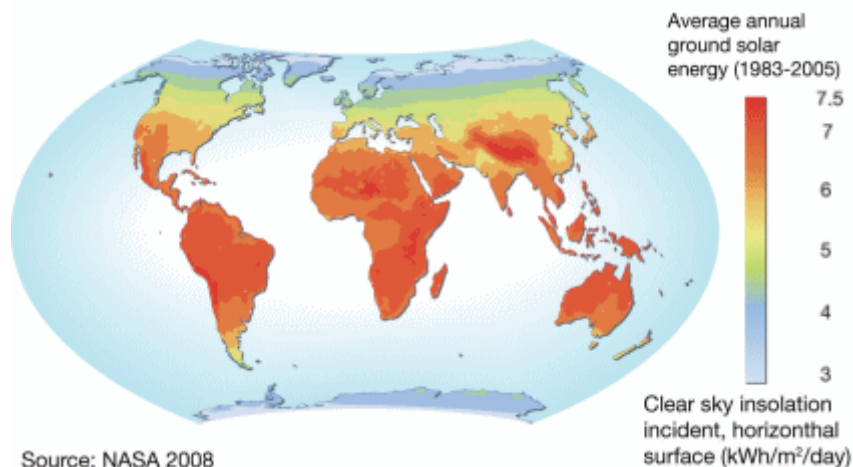 Average annual
ground solar
energy (1983-2005)
7.5
7
6
5
4
3
Clear sky insolation
incident, horizonthal
surface (kWh/m²/day)
Source: NASA 2008